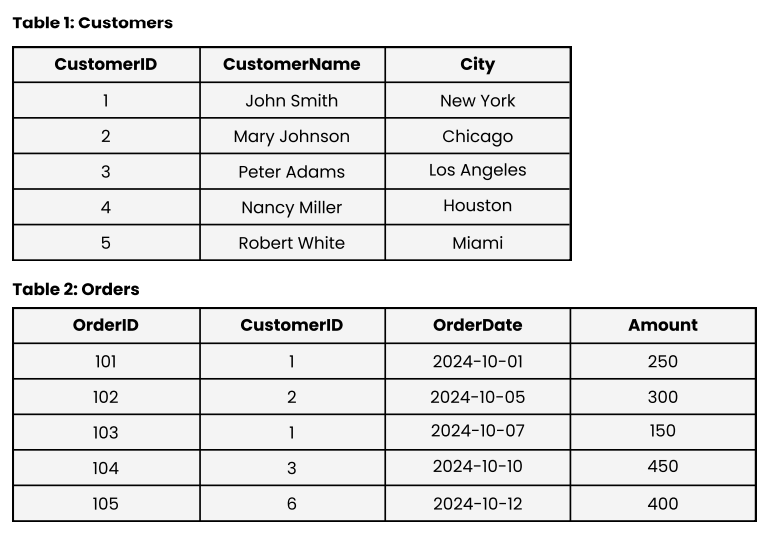 Table 1: Customers
CustomerID CustomerName City
1 John Smith New York
2 Mary Johnson Chicago
3 Peter Adams Los Angeles
4 Nancy Miller Houston
5 Robert White Miami
Table 2: Orders
OrderID CustomerID OrderDate Amount
101 1 2024-10-01 250
102 2 2024-10-05 300
103 1 2024-10-07 150
104 3 2024-10-10 450
105 6 2024-10-12 400